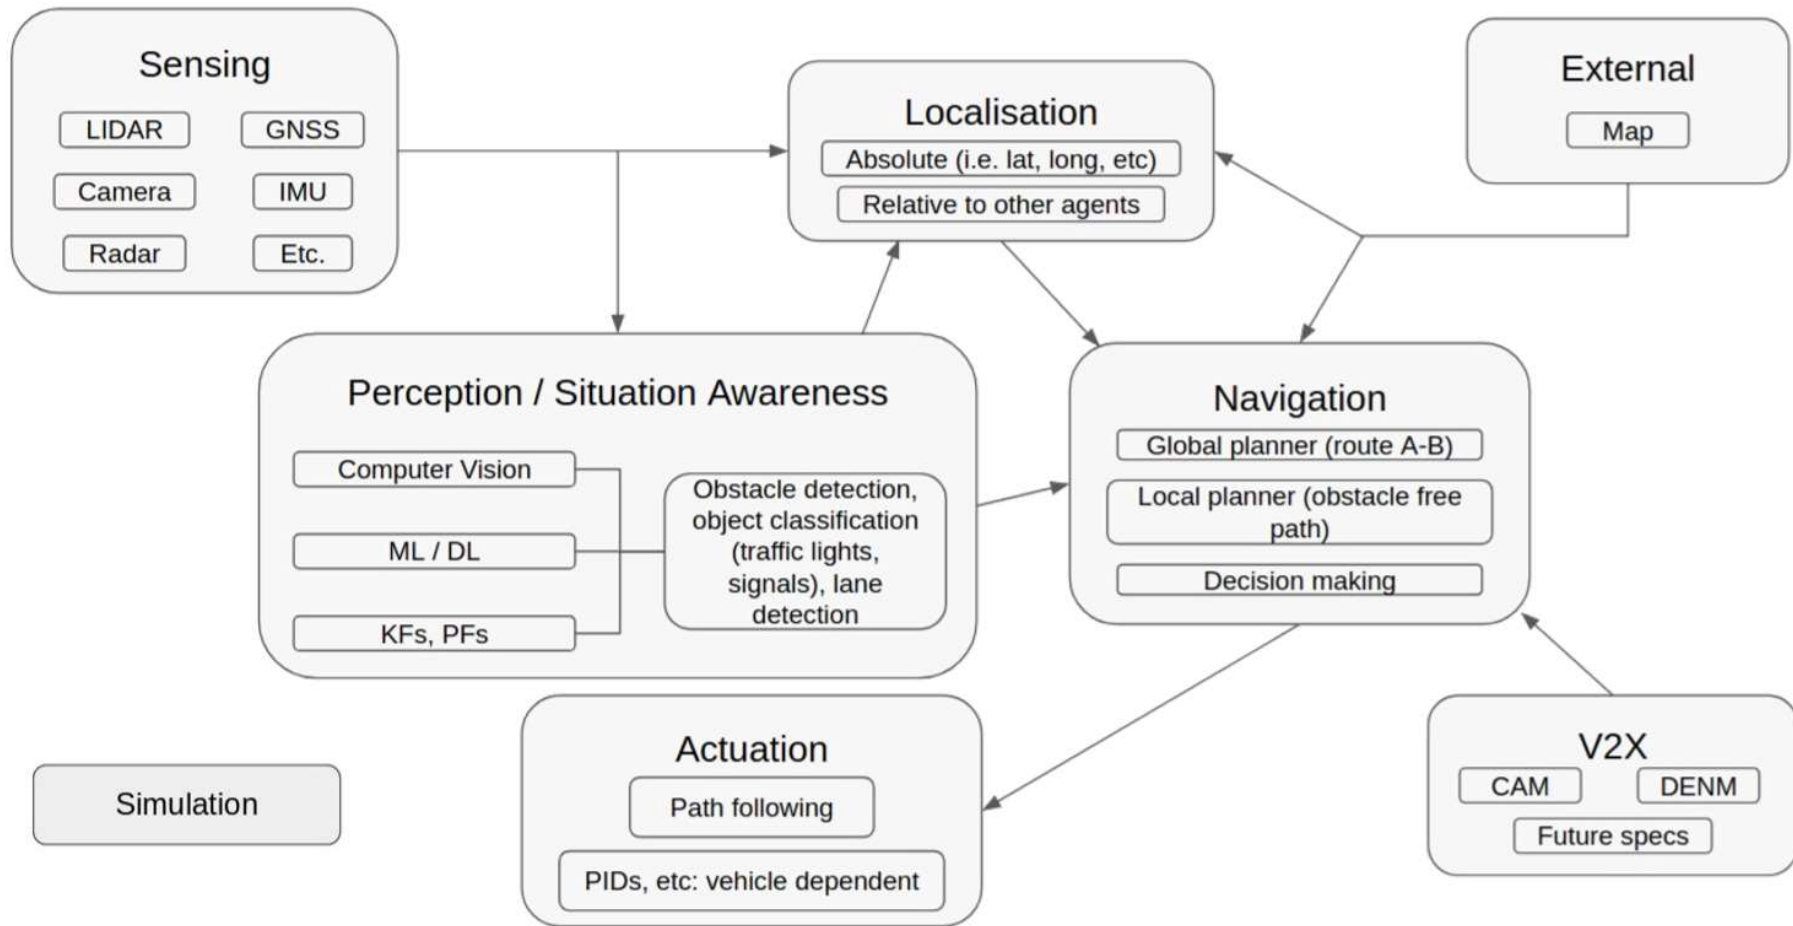 Sensing
LIDAR
GNSS
Camera
IMU
Radar
Etc.
Localisation
Absolute (i.e. lat, long, etc)
Relative to other agents
External
Map
Perception / Situation Awareness
Computer Vision
ML / DL
KFs, PFs
Obstacle detection,
object classification
(traffic lights,
signals), lane
detection
Navigation
Global planner (route A-B)
Local planner (obstacle free
path)
Decision making
Simulation
Actuation
Path following
PIDs, etc: vehicle dependent
V2X
CAM
DENM
Future specs